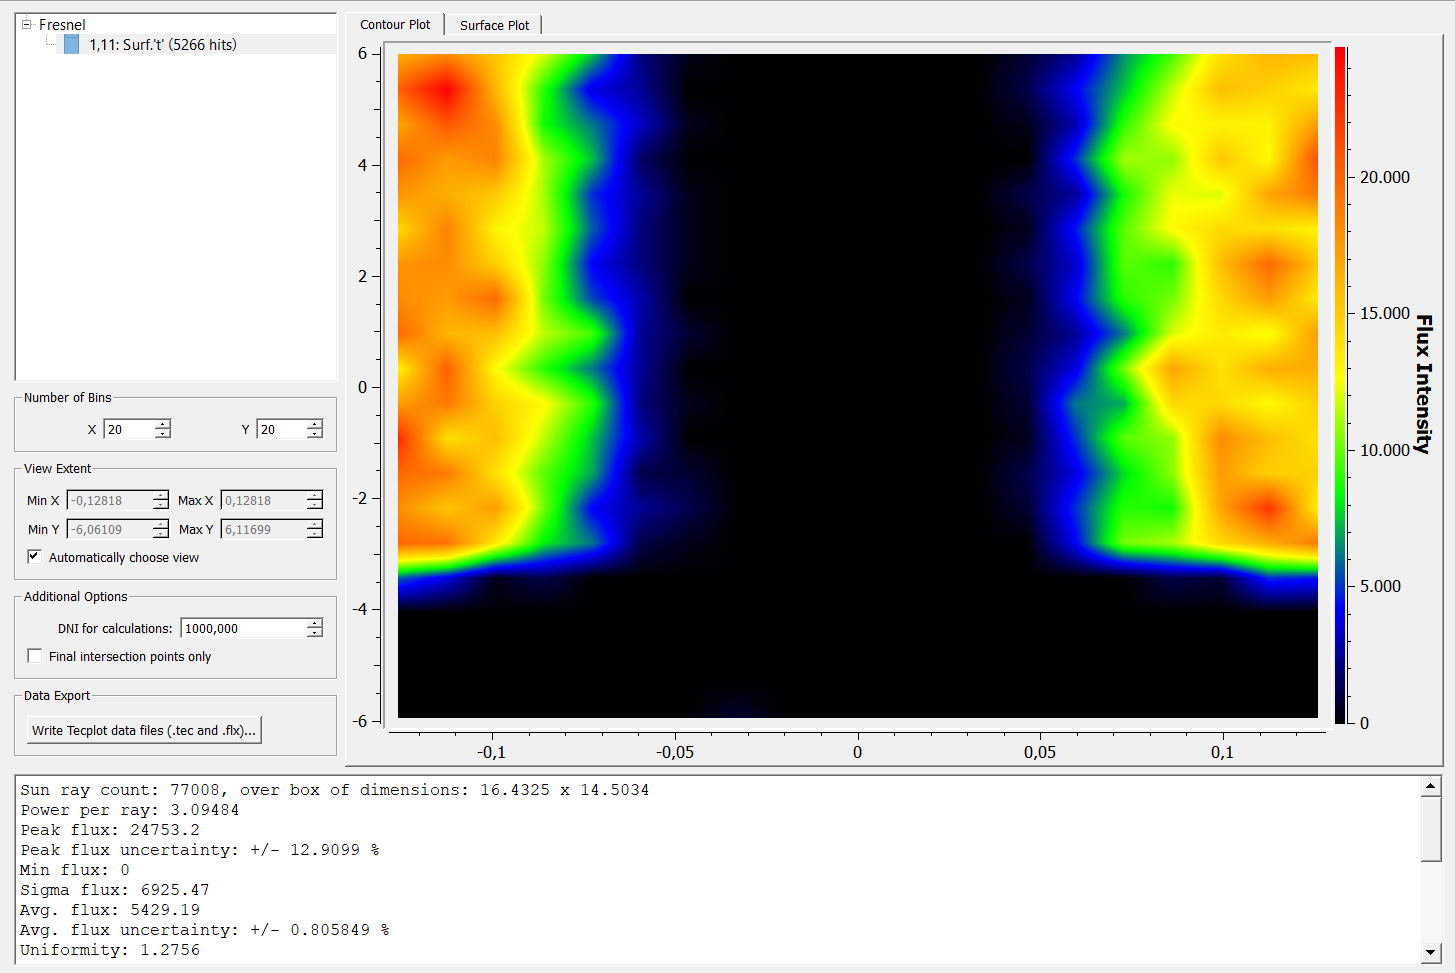 Fresnel
1,11: Surf.'t' (5266 hits)
Number of Bins
X 20 Y 20
View Extent
Min X -0,12818 Max X 0,12818
Min Y -6,06109 Max Y 6,11699
Automatically choose view
Additional Options
DNI for calculations: 1000,000
Final intersection points only
Data Export
Write Tecplot data files (.tec and .flx)...
Contour Plot Surface Plot
6
4
2
0
-2
-4
-6
-0,1 -0,05 0 0,05 0,1
20.000
15.000
10.000
5.000
0
Flux Intensity
Sun ray count: 77008, over box of dimensions: 16.4325 x 14.5034
Power per ray: 3.09484
Peak flux: 24753.2
Peak flux uncertainty: +/- 12.9099 %
Min flux: 0
Sigma flux: 6925.47
Avg. flux: 5429.19
Avg. flux uncertainty: +/- 0.805849 %
Uniformity: 1.2756